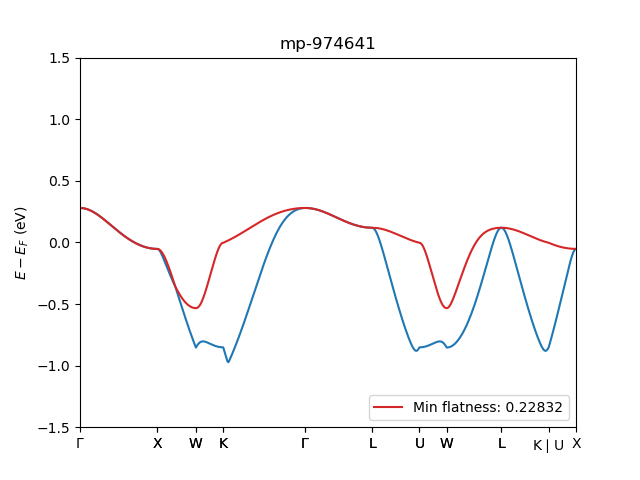 mp-974641
E − E_F (eV)
1.5
1.0
0.5
0.0
−0.5
−1.0
−1.5
Min flatness: 0.22832
Γ X W K Γ L U W L K | U X